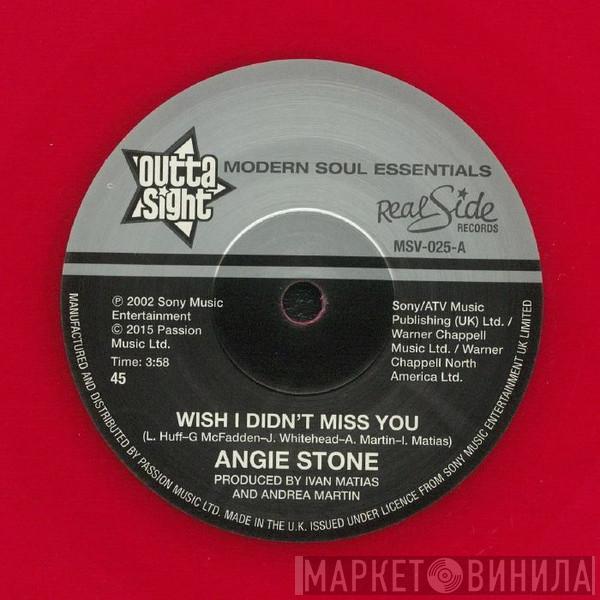 outta
sight
MODERN SOUL ESSENTIALS
Real Side
RECORDS
MSV-025-A
℗ 2002 Sony Music
Entertainment
© 2015 Passion
Music Ltd.
Time: 3:58
45
Sony/ATV Music
Publishing (UK) Ltd. /
Warner Chappell
Music Ltd. / Warner
Chappell North
America Ltd.
WISH I DIDN'T MISS YOU
(L. Huff–G McFadden–J. Whitehead–A. Martin–I. Matias)
ANGIE STONE
PRODUCED BY IVAN MATIAS
AND ANDREA MARTIN
MANUFACTURED AND DISTRIBUTED BY PASSION MUSIC LTD. MADE IN THE U.K. ISSUED UNDER LICENCE FROM SONY MUSIC ENTERTAINMENT UK LIMITED
МАРКЕТ ВИНИЛА